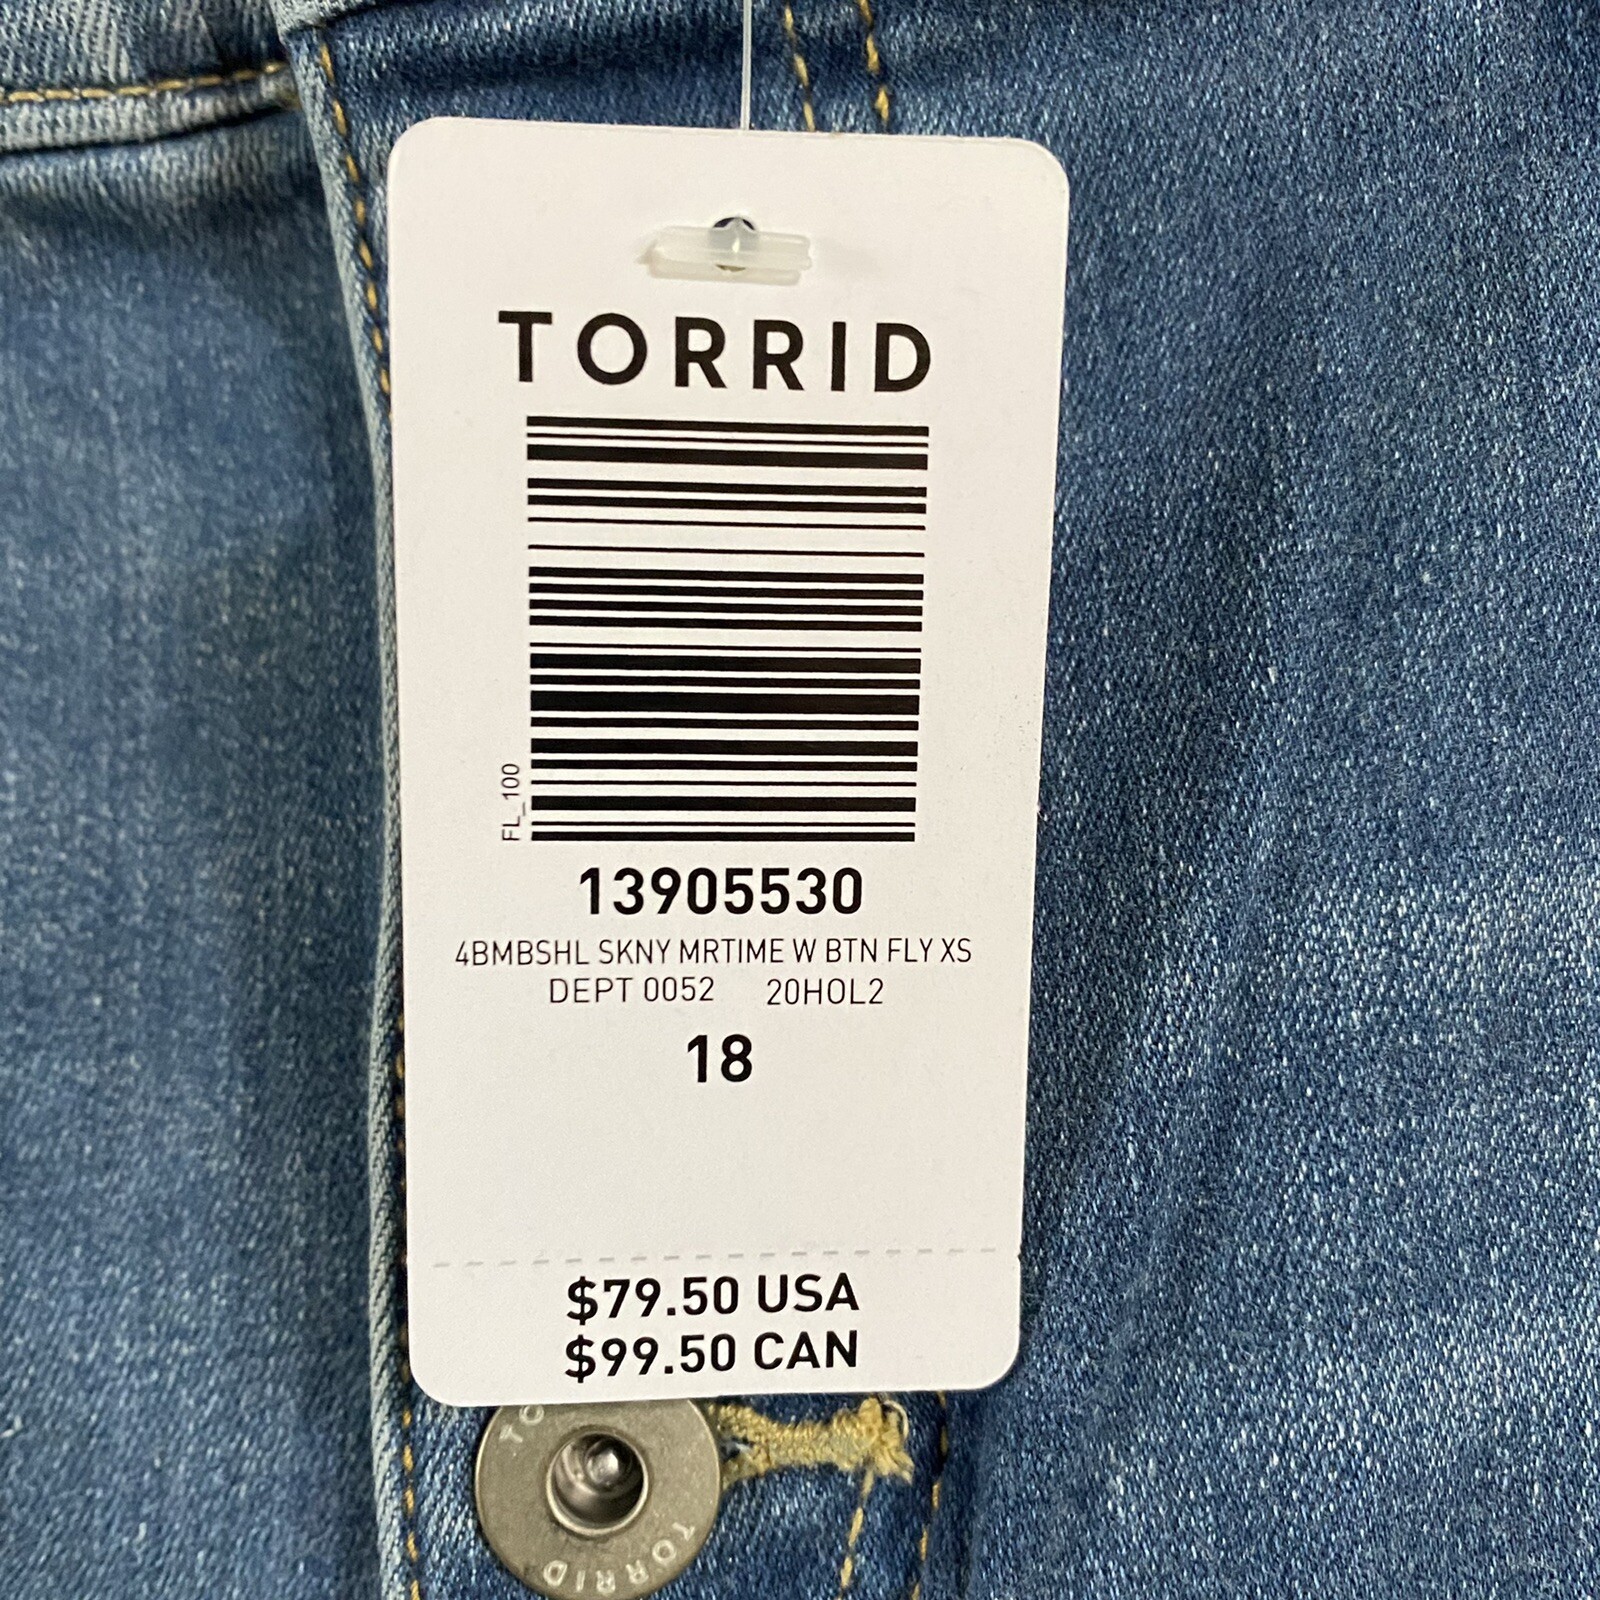 TORRID
FL_100
13905530
4BMBSHL SKNY MRTIME W BTN FLY XS
DEPT 0052 20HOL2
18
$79.50 USA
$99.50 CAN
TO
TORRID